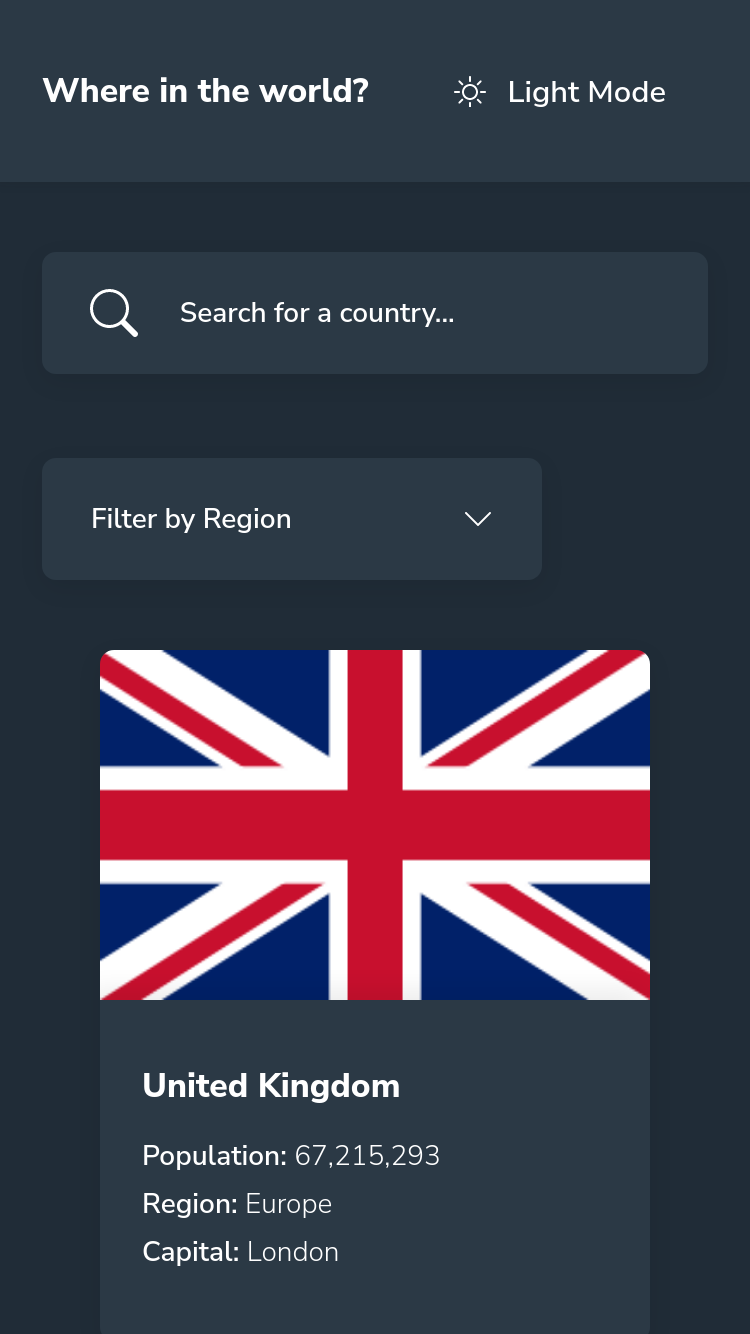 Where in the world?
Light Mode
Search for a country...
Filter by Region
United Kingdom
Population: 67,215,293
Region: Europe
Capital: London